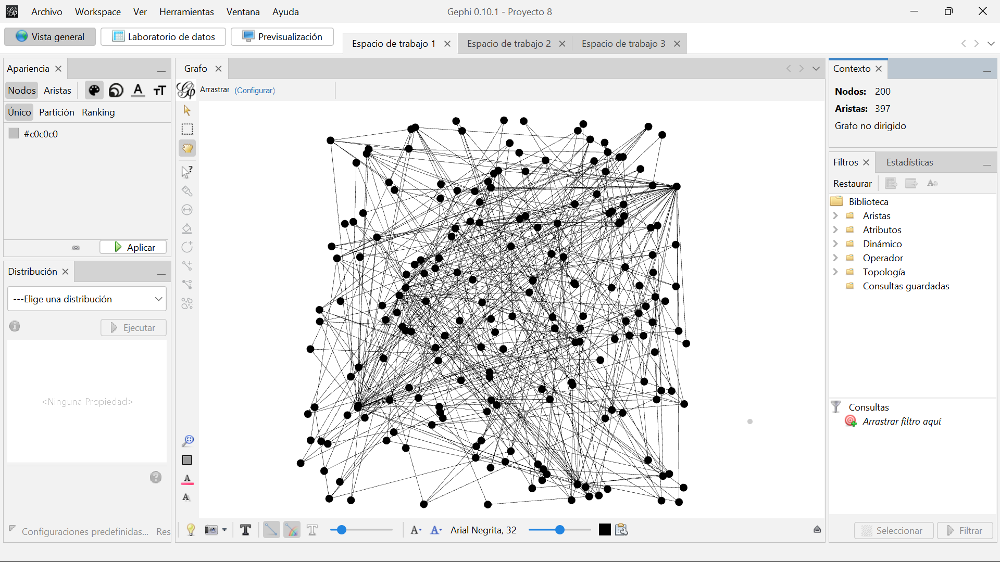 Archivo Workspace Ver Herramientas Ventana Ayuda Gephi 0.10.1 - Proyecto 8
Vista general Laboratorio de datos Previsualización
Espacio de trabajo 1 Espacio de trabajo 2 Espacio de trabajo 3
Apariencia
Nodos Aristas
Único Partición Ranking
#c0c0c0
Aplicar
Distribución
---Elige una distribución
Ejecutar
<Ninguna Propiedad>
Configuraciones predefinidas... Res
Grafo
Arrastrar (Configurar)
Arial Negrita, 32
Contexto
Nodos: 200
Aristas: 397
Grafo no dirigido
Filtros Estadísticas
Restaurar
Biblioteca
Aristas
Atributos
Dinámico
Operador
Topología
Consultas guardadas
Consultas
Arrastrar filtro aquí
Seleccionar Filtrar